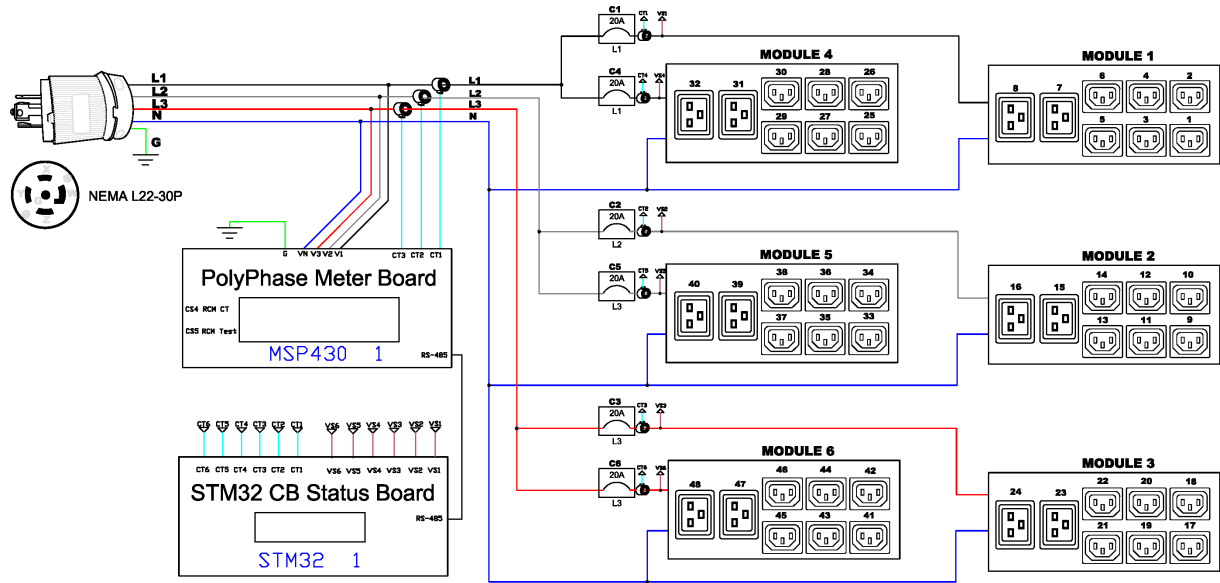 C1
20A
L1
CT1
VS1
C4
20A
L1
CT4
VS4
MODULE 4
32 31 30 28 26
29 27 25
MODULE 1
8 7 6 4 2
5 3 1
L1
L2
L3
N
G
L1
L2
L3
N
NEMA L22-30P
X
Y
G
W
Z
C2
20A
L2
CT2
VS2
C5
20A
L3
CT5
VS5
MODULE 5
40 39 38 36 34
37 35 33
MODULE 2
16 15 14 12 10
13 11 9
G VN V3 V2 V1 CT3 CT2 CT1
PolyPhase Meter Board
CS4 RCM CT
CS5 RCM Test
MSP430 1
RS-485
C3
20A
L3
CT3
VS3
C6
20A
L3
CT6
VS6
MODULE 6
48 47 46 44 42
45 43 41
MODULE 3
24 23 22 20 18
21 19 17
CT6 CT5 CT4 CT3 CT2 CT1 VS6 VS5 VS4 VS3 VS2 VS1
CT6 CT5 CT4 CT3 CT2 CT1 VS6 VS5 VS4 VS3 VS2 VS1
STM32 CB Status Board
RS-485
STM32 1